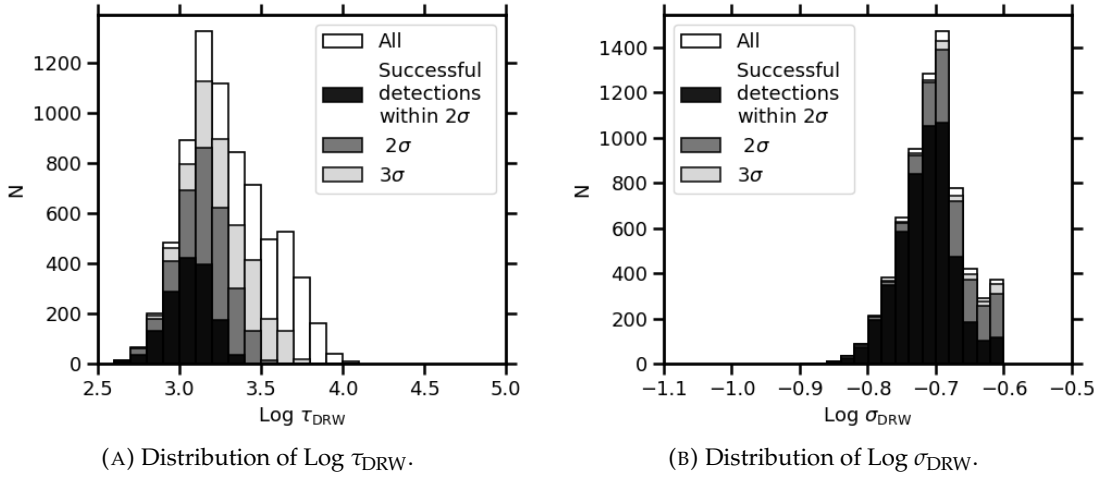 1200
1000
800
600
400
200
0
N
2.5 3.0 3.5 4.0 4.5 5.0
Log τDRW
All
Successful
detections
within 2σ
2σ
3σ
(A) Distribution of Log τDRW.
1400
1200
1000
800
600
400
200
0
N
−1.1 −1.0 −0.9 −0.8 −0.7 −0.6 −0.5
Log σDRW
All
Successful
detections
within 2σ
2σ
3σ
(B) Distribution of Log σDRW.